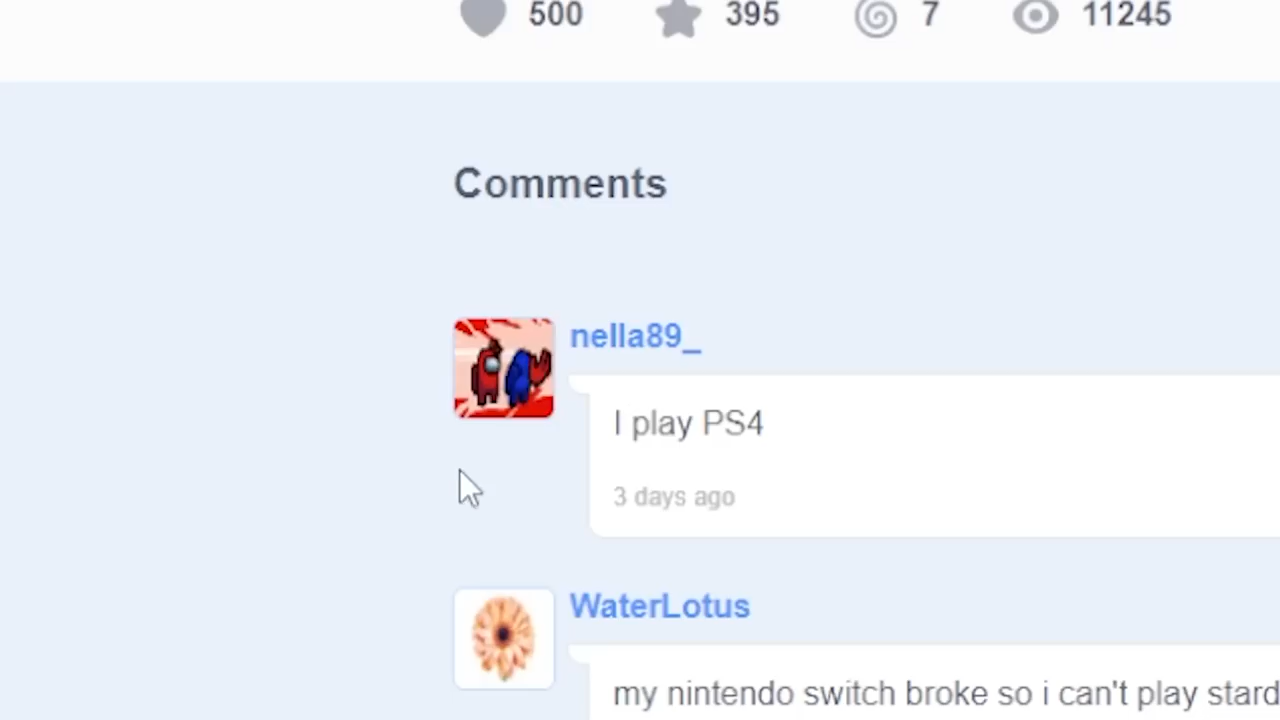 500 395 7 11245
Comments
nella89_
I play PS4
3 days ago
WaterLotus
my nintendo switch broke so i can't play stard